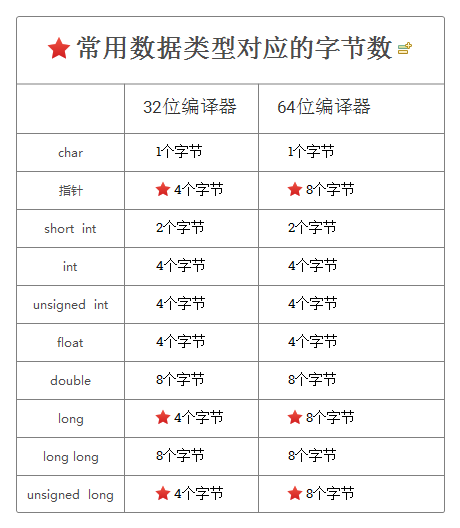 常用数据类型对应的字节数
32位编译器 64位编译器
char 1个字节 1个字节
指针 4个字节 8个字节
short int 2个字节 2个字节
int 4个字节 4个字节
unsigned int 4个字节 4个字节
float 4个字节 4个字节
double 8个字节 8个字节
long 4个字节 8个字节
long long 8个字节 8个字节
unsigned long 4个字节 8个字节